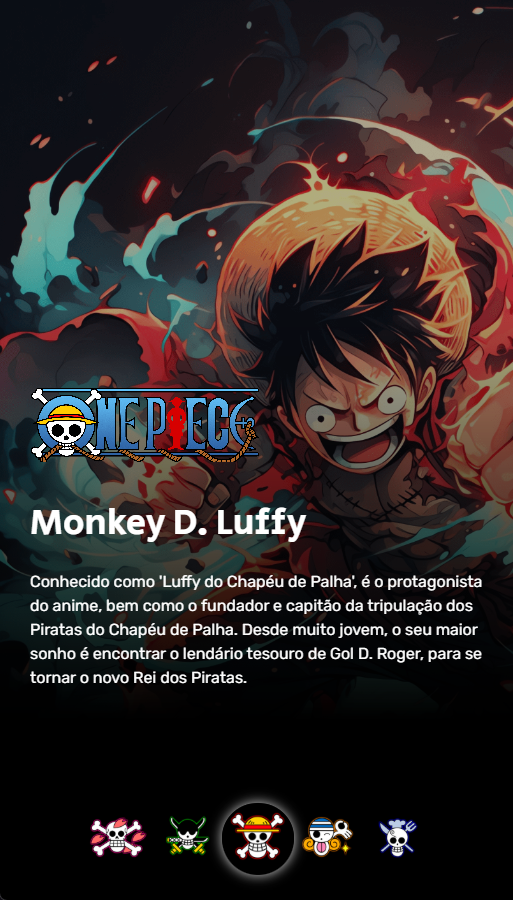 ONE PIECE
Monkey D. Luffy
Conhecido como 'Luffy do Chapéu de Palha', é o protagonista
do anime, bem como o fundador e capitão da tripulação dos
Piratas do Chapéu de Palha. Desde muito jovem, o seu maior
sonho é encontrar o lendário tesouro de Gol D. Roger, para se
tornar o novo Rei dos Piratas.